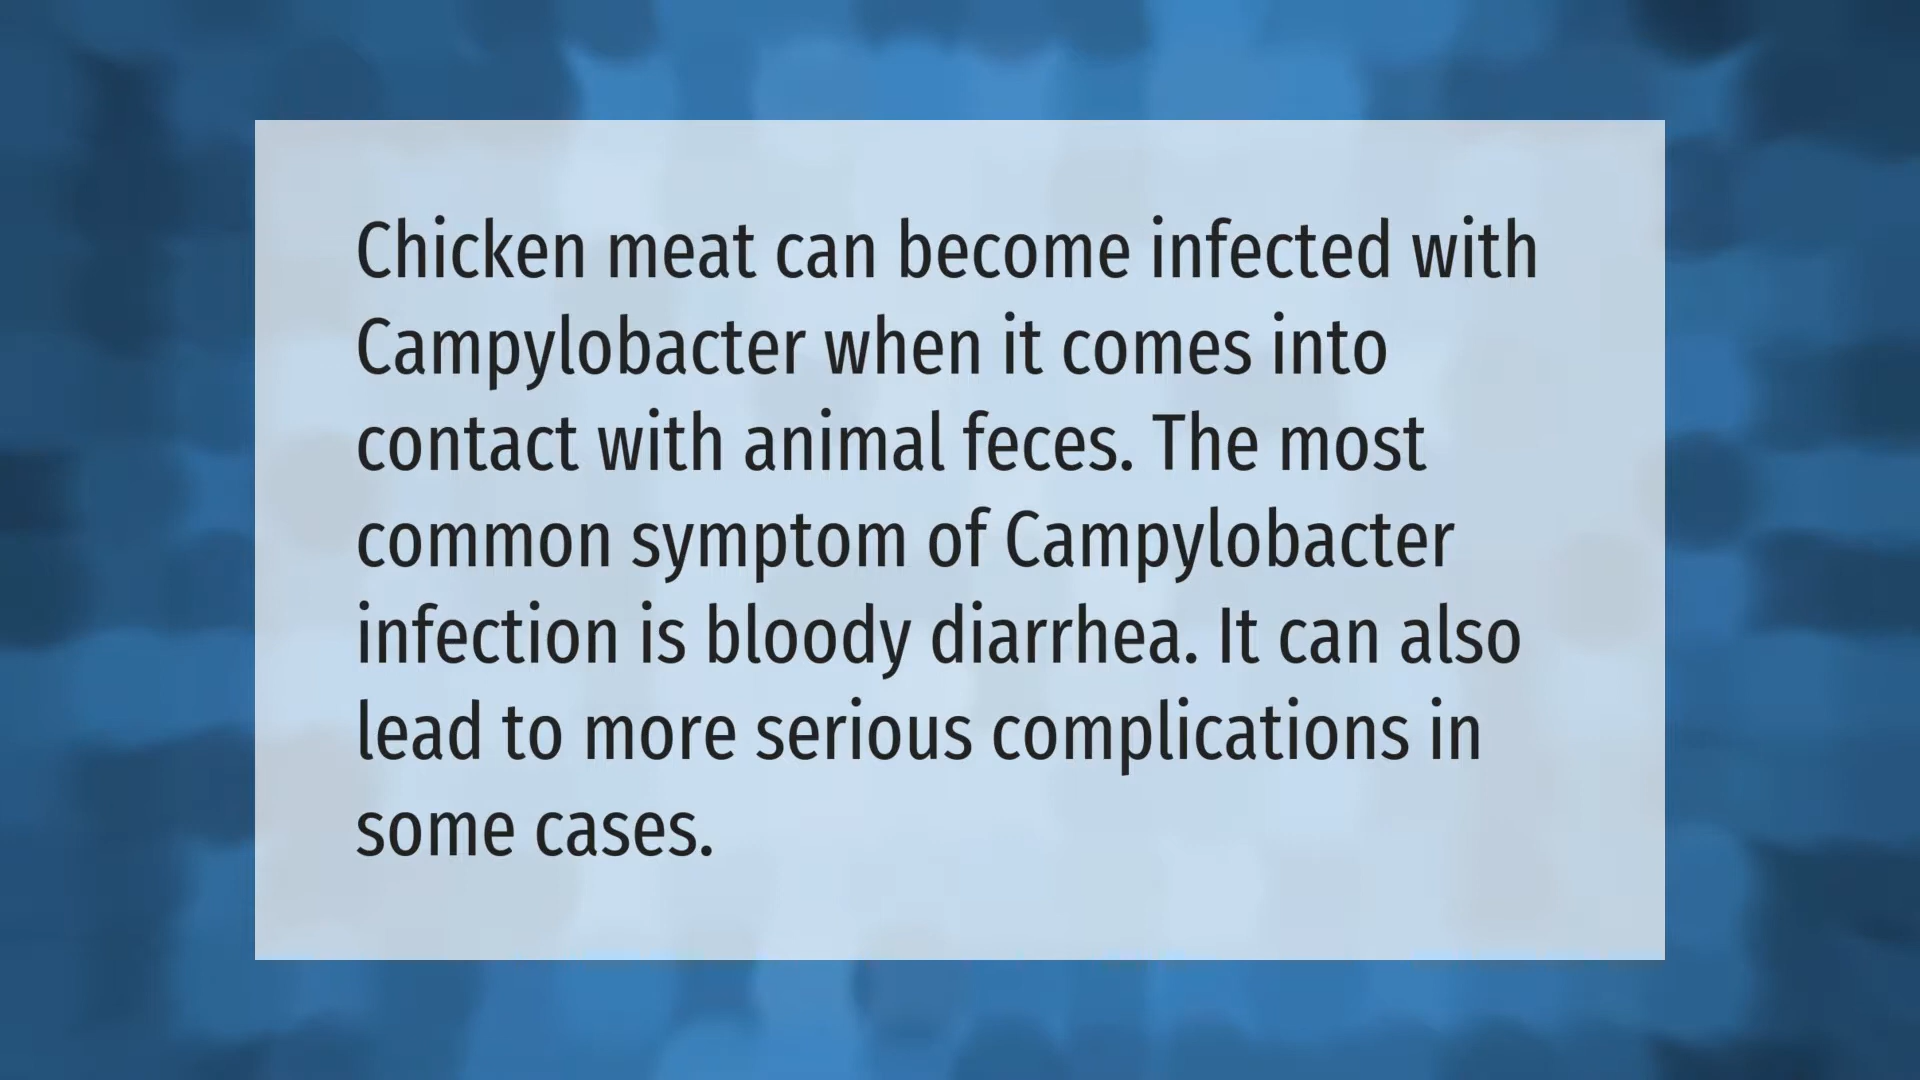 Chicken meat can become infected with
Campylobacter when it comes into
contact with animal feces. The most
common symptom of Campylobacter
infection is bloody diarrhea. It can also
lead to more serious complications in
some cases.